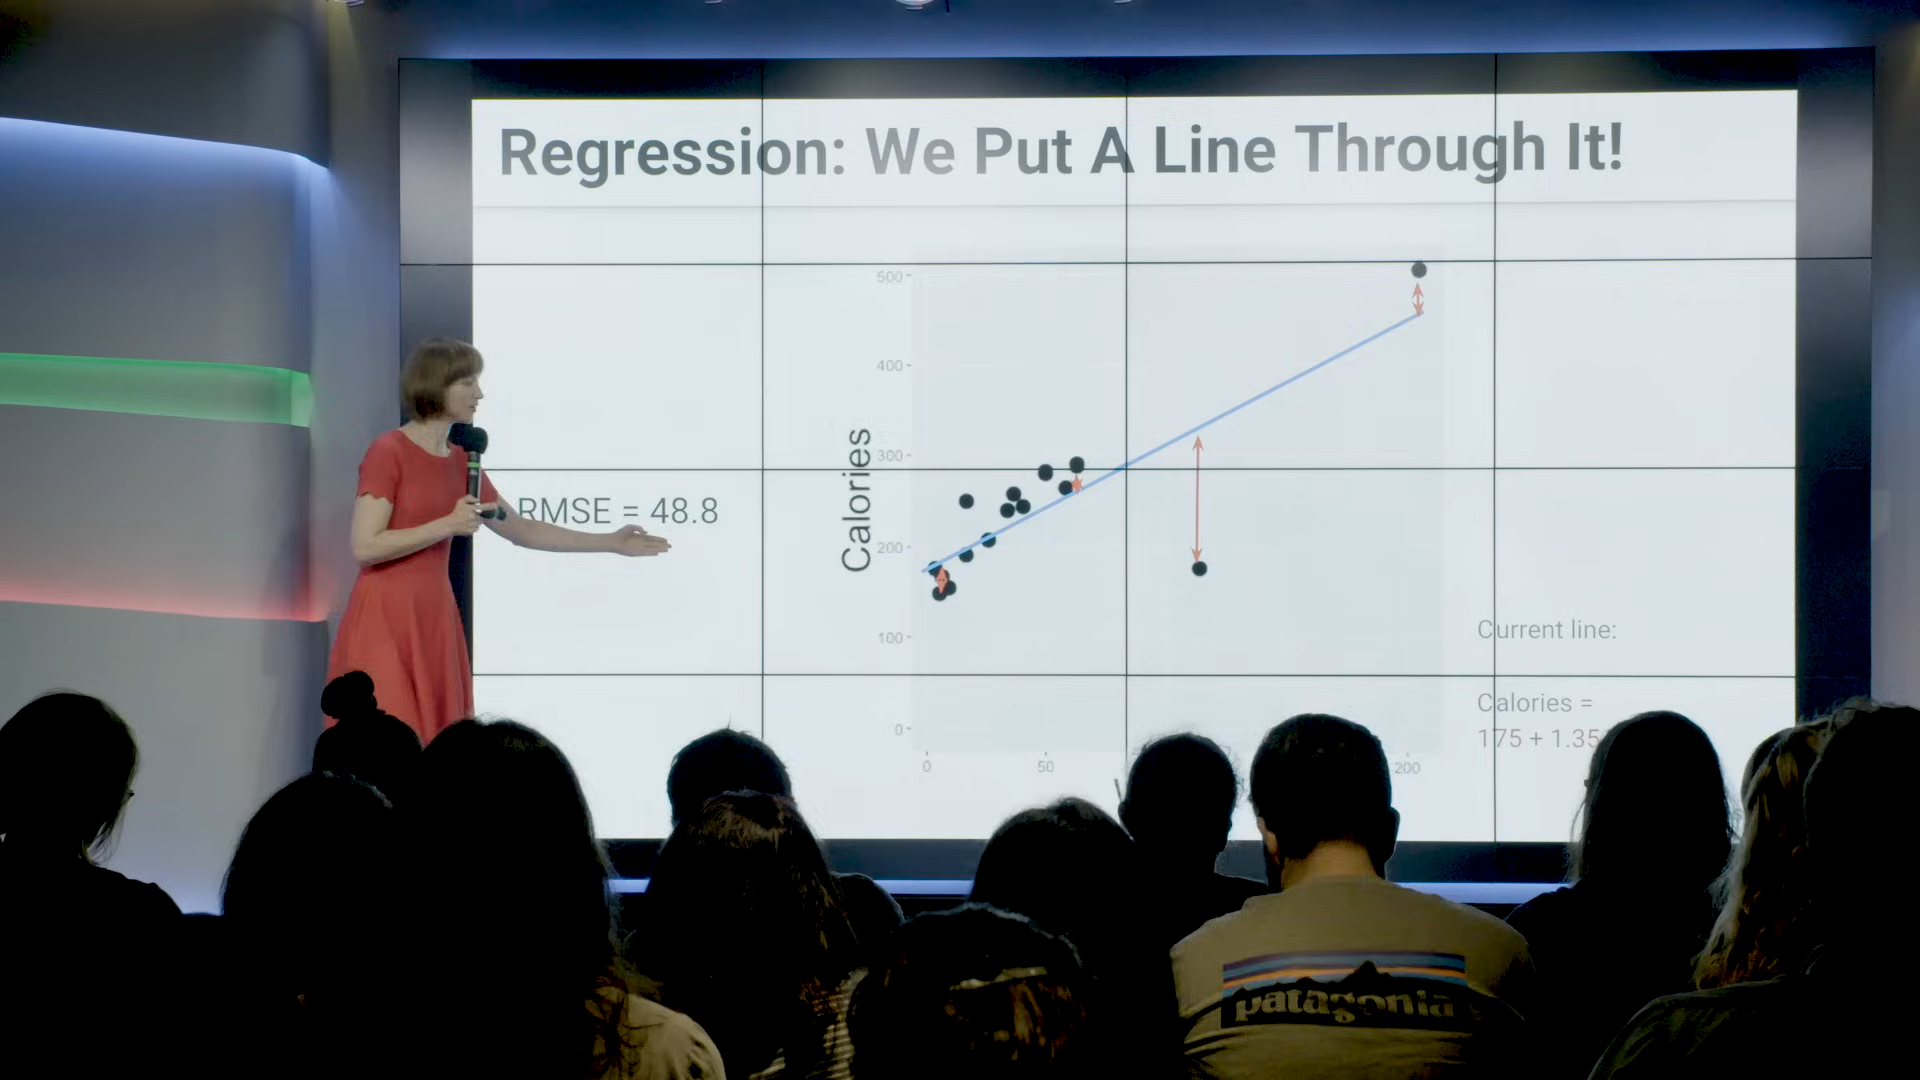 Regression: We Put A Line Through It!
RMSE = 48.8
Calories
500
400
300
200
100
0
0
50
200
Current line:
Calories =
175 + 1.35
patagonia